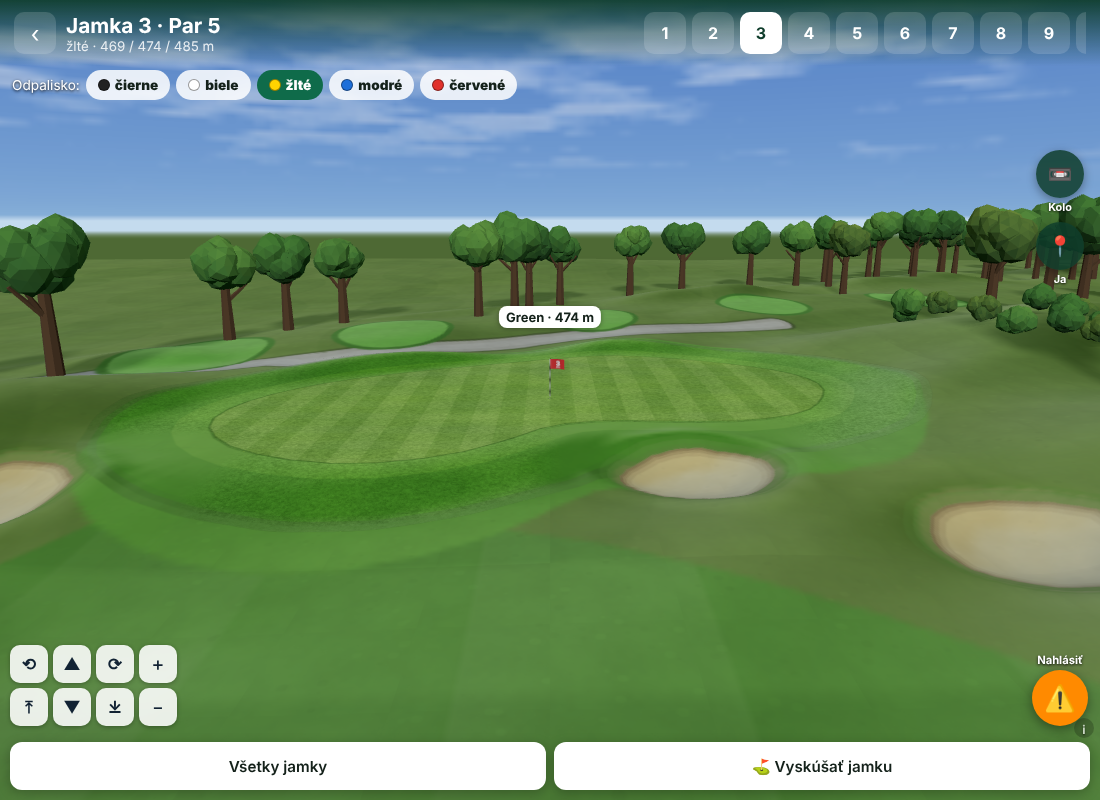 Jamka 3 · Par 5
žlté · 469 / 474 / 485 m
1 2 3 4 5 6 7 8 9
Odpalisko: čierne biele žlté modré červené
Kolo
Ja
Green · 474 m
Nahlásiť
i
Všetky jamky
Vyskúšať jamku